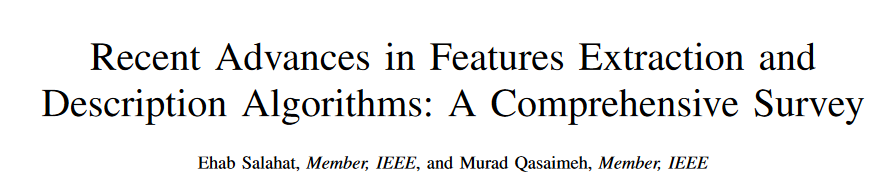 Recent Advances in Features Extraction and
Description Algorithms: A Comprehensive Survey
Ehab Salahat, Member, IEEE, and Murad Qasaimeh, Member, IEEE